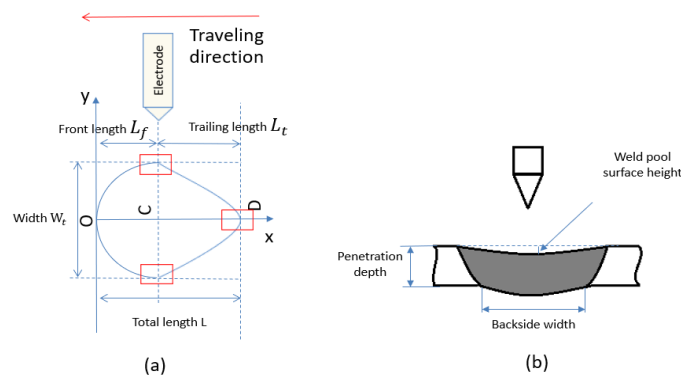 Traveling
direction
Electrode
y
Front length L_f
Trailing length L_t
Width W_t
O
C
D
x
Total length L
(a)
Weld pool
surface height
Penetration
depth
Backside width
(b)